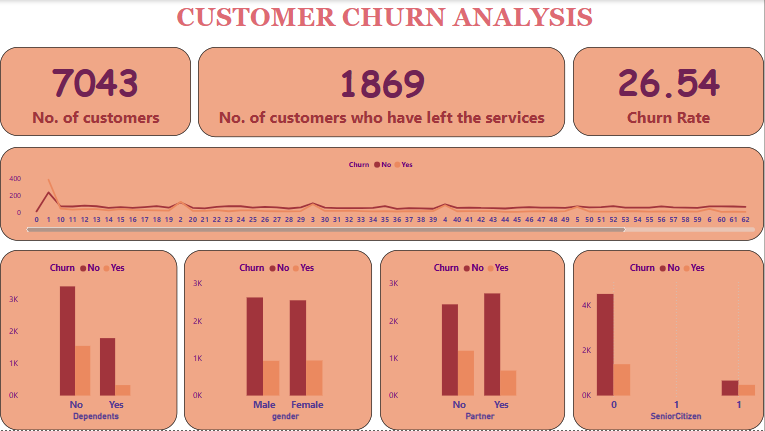 CUSTOMER CHURN ANALYSIS
7043
No. of customers
1869
No. of customers who have left the services
26.54
Churn Rate
Churn No Yes
400
200
0
0 1 10 11 12 13 14 15 16 17 18 19 2 20 21 22 23 24 25 26 27 28 29 3 30 31 32 33 34 35 36 37 38 39 4 40 41 42 43 44 45 46 47 48 49 5 50 51 52 53 54 55 56 57 58 59 6 60 61 62
Churn No Yes
3K
2K
1K
0K
No Yes
Dependents
Churn No Yes
3K
2K
1K
0K
Male Female
gender
Churn No Yes
3K
2K
1K
0K
No Yes
Partner
Churn No Yes
4K
2K
0K
0 1 1
SeniorCitizen